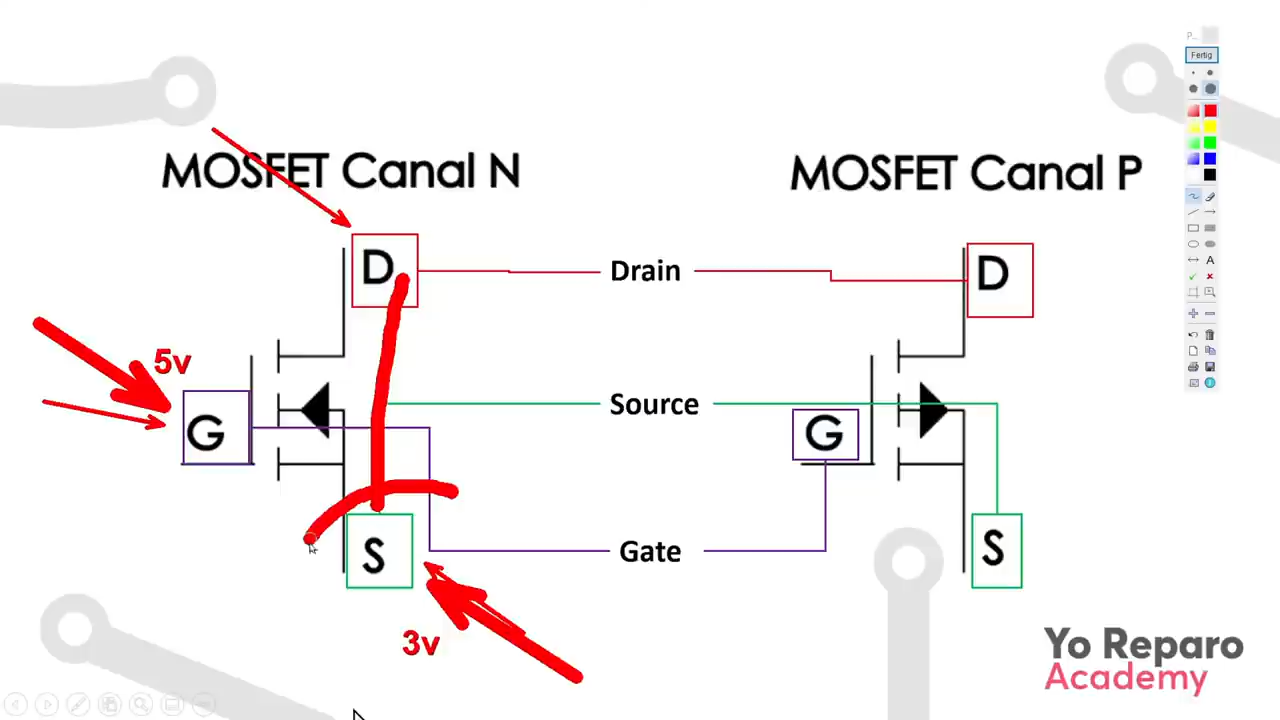 P...
Fertig
A
MOSFET Canal N
MOSFET Canal P
D
Drain
D
5v
G
Source
G
S
Gate
S
3v
Yo Reparo
Academy